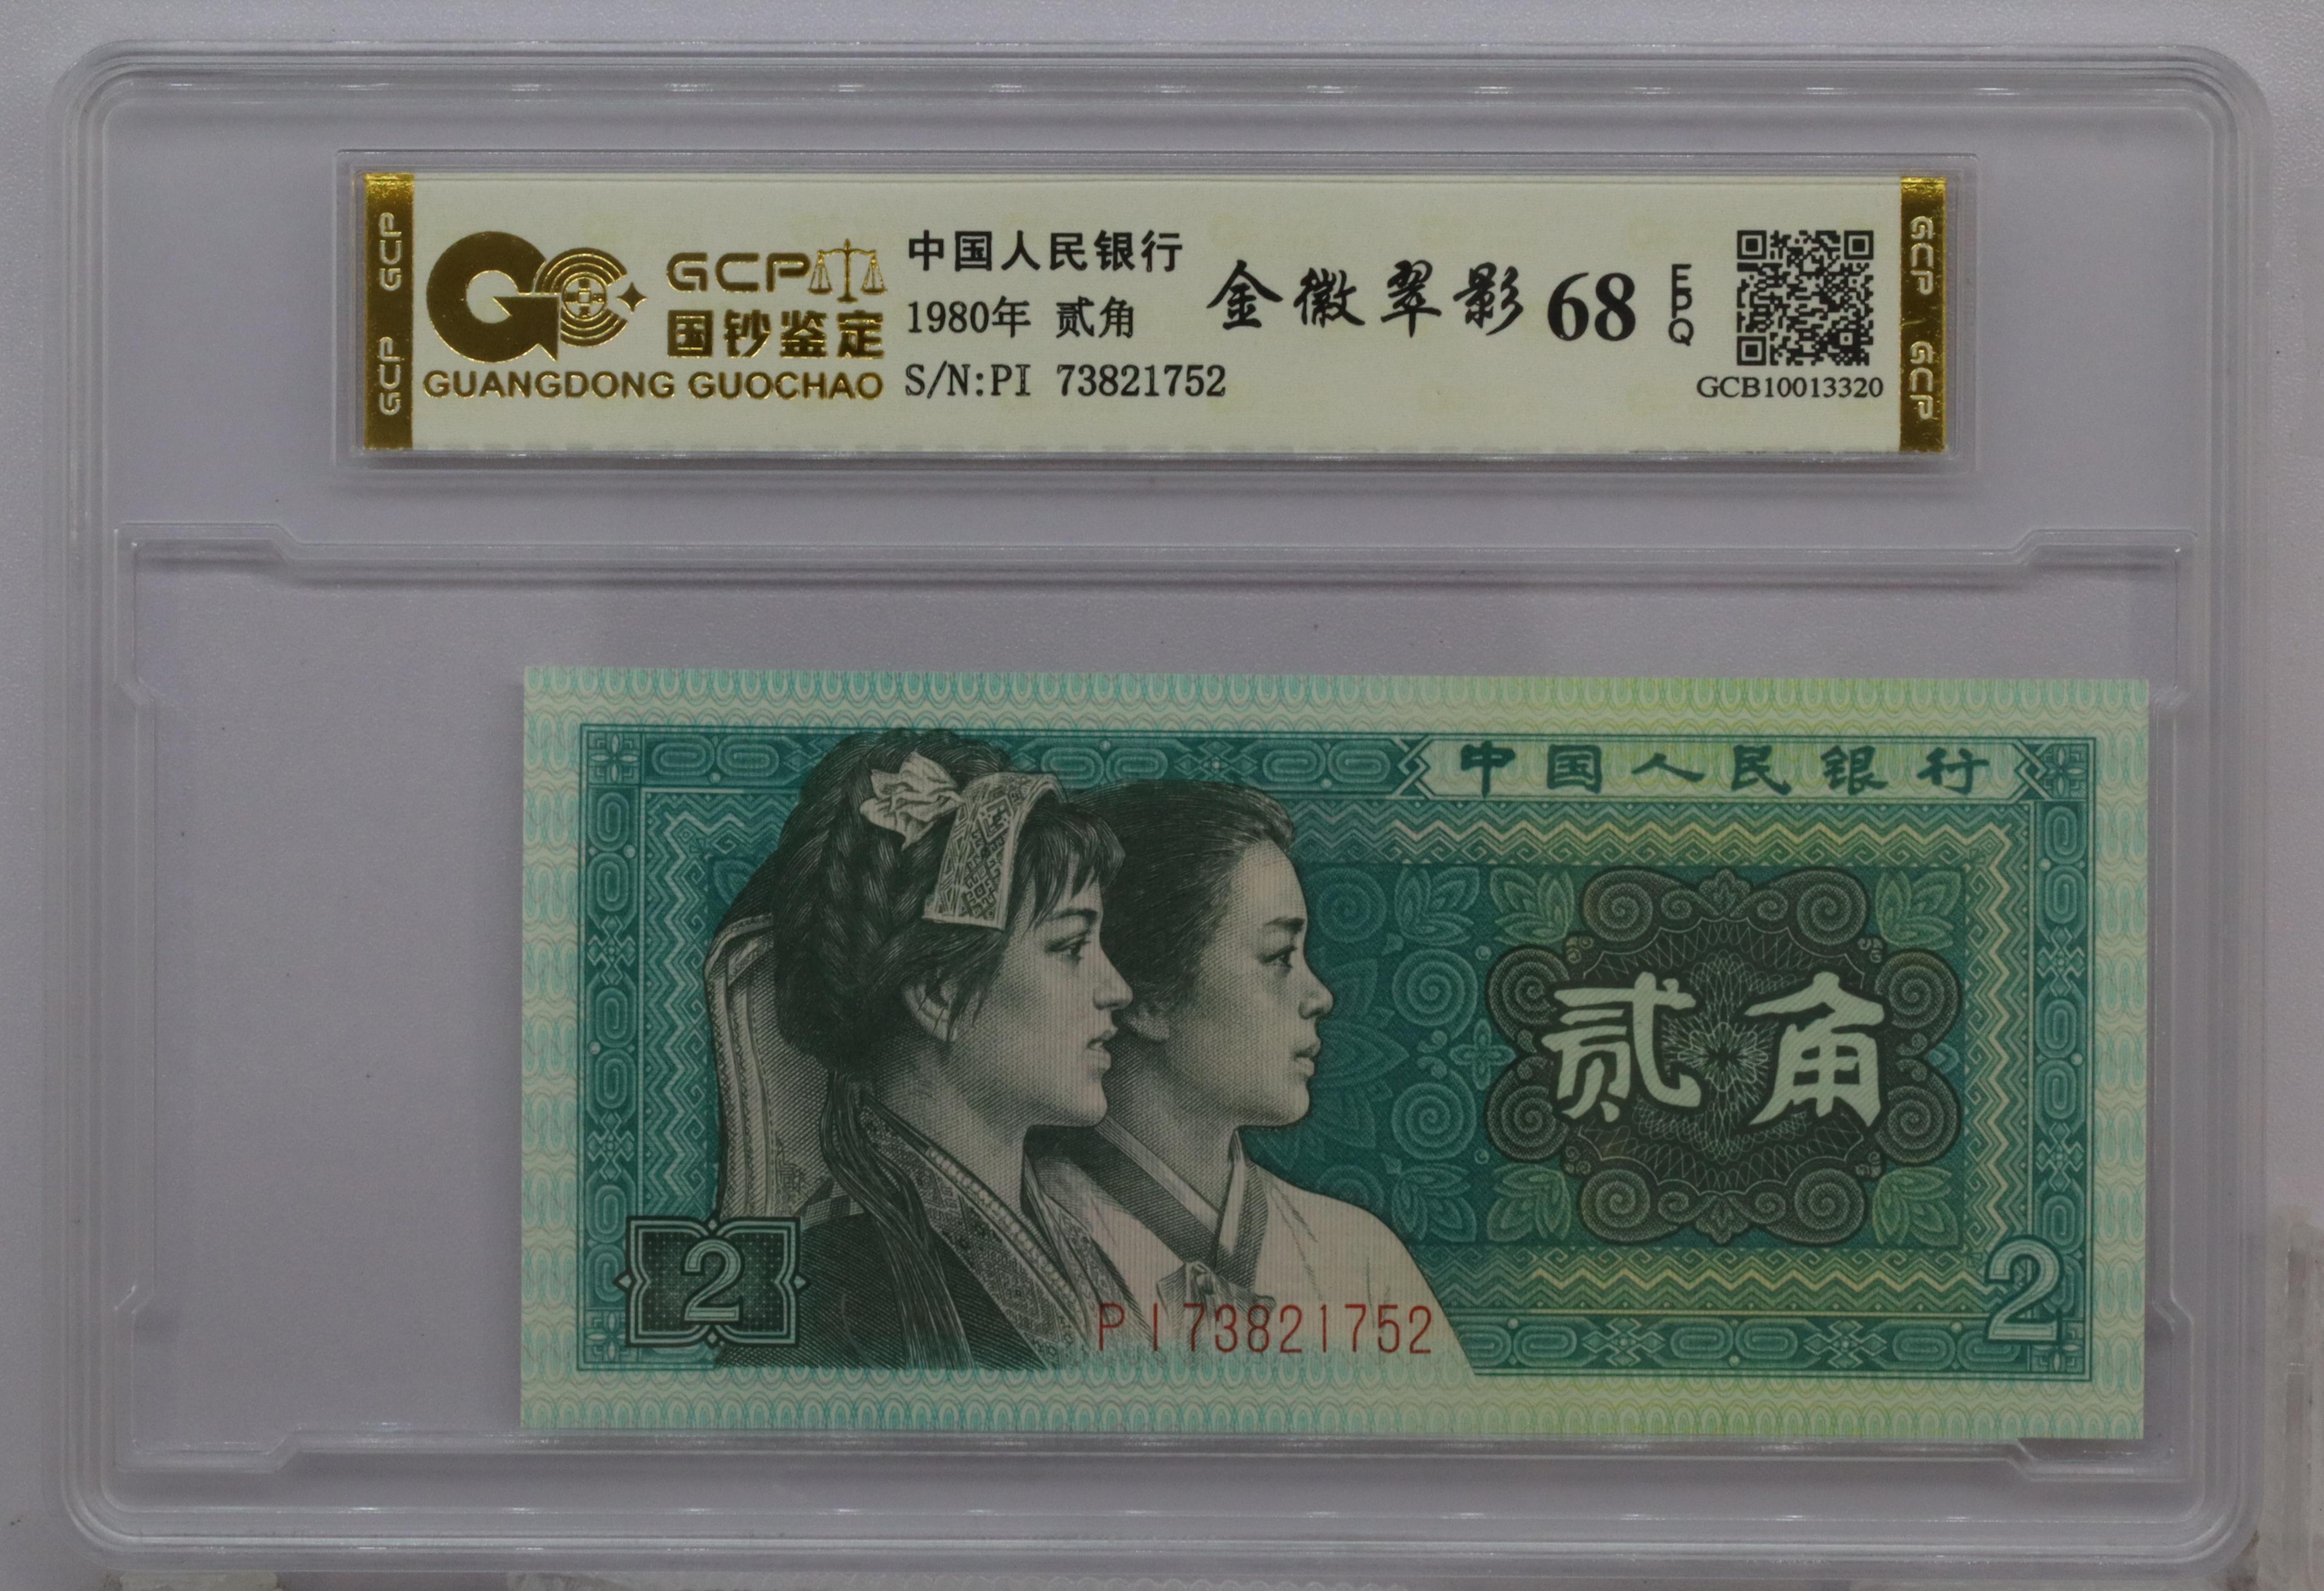 GCP GCP
GCP
国钞鉴定
GUANGDONG GUOCHAO
中国人民银行
1980年 贰角
S/N:PI 73821752
金徽翠影 68 EPQ
GCB10013320
GCP GCP
中国人民银行
贰角
2
PI73821752
2